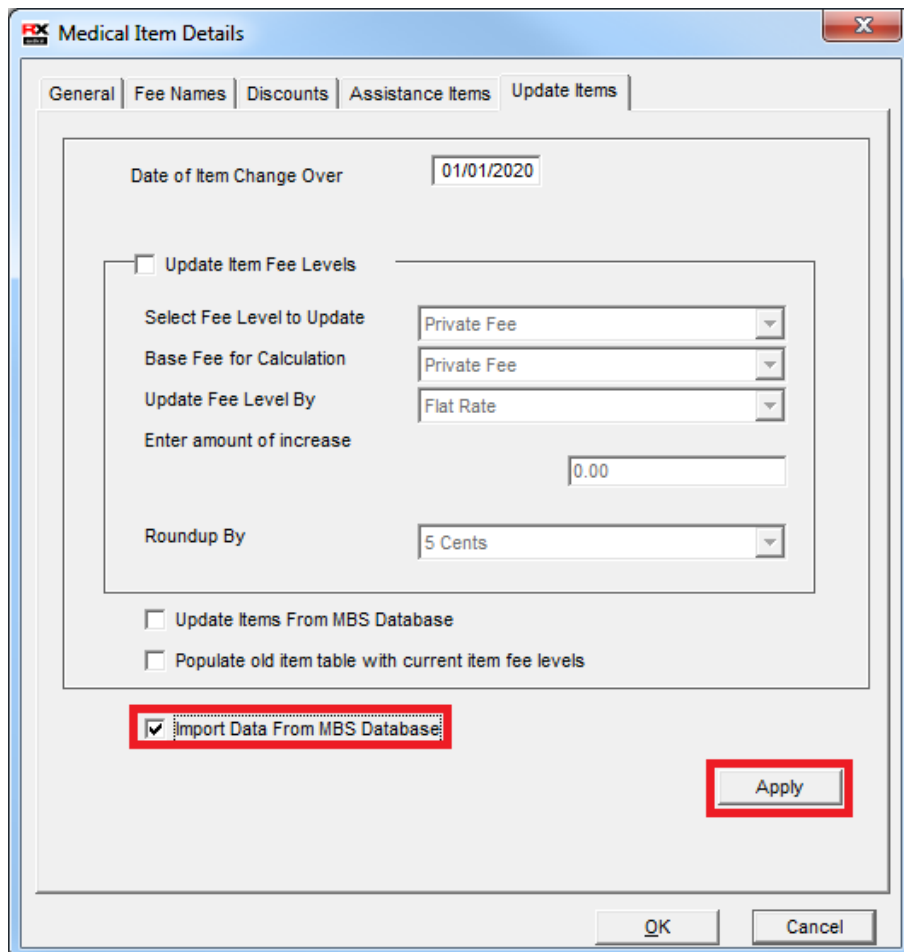 RX
Medical Item Details
X
General Fee Names Discounts Assistance Items Update Items
Date of Item Change Over 01/01/2020
Update Item Fee Levels
Select Fee Level to Update Private Fee
Base Fee for Calculation Private Fee
Update Fee Level By Flat Rate
Enter amount of increase
0.00
Roundup By 5 Cents
Update Items From MBS Database
Populate old item table with current item fee levels
Import Data From MBS Database
Apply
OK Cancel